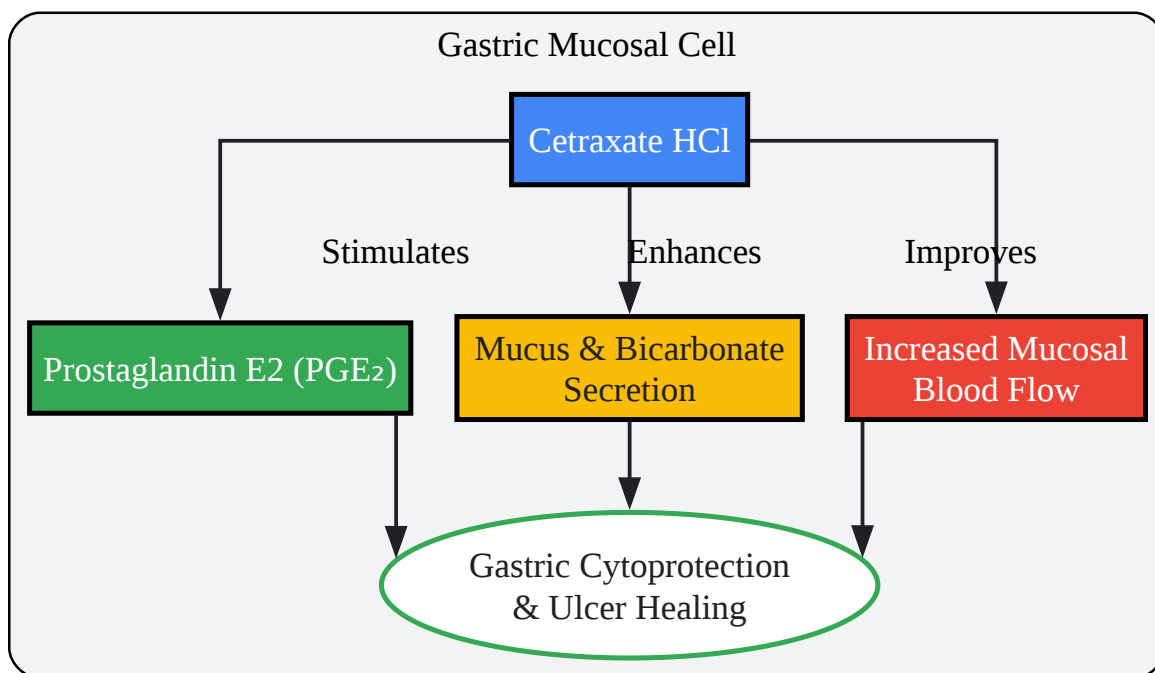 Gastric Mucosal Cell
Cetraxate HCl
Stimulates
Enhances
Improves
Prostaglandin E2 (PGE₂)
Mucus & Bicarbonate
Secretion
Increased Mucosal
Blood Flow
Gastric Cytoprotection
& Ulcer Healing